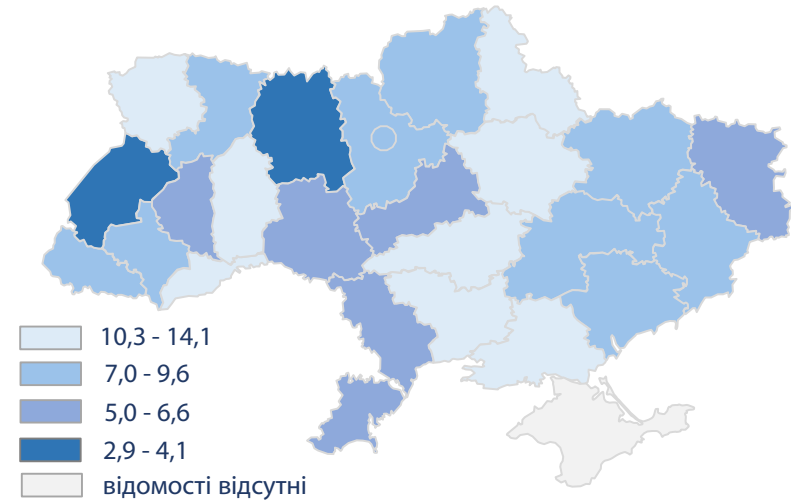 10,3 - 14,1
7,0 - 9,6
5,0 - 6,6
2,9 - 4,1
відомості відсутні